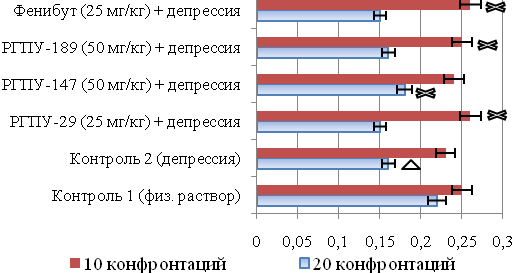 Фенибут (25 мг/кг) + депрессия
РГПУ-189 (50 мг/кг) + депрессия
РГПУ-147 (50 мг/кг) + депрессия
РГПУ-29 (25 мг/кг) + депрессия
Контроль 2 (депрессия)
Контроль 1 (физ. раствор)
0 0,05 0,1 0,15 0,2 0,25 0,3
10 конфронтаций 20 конфронтаций